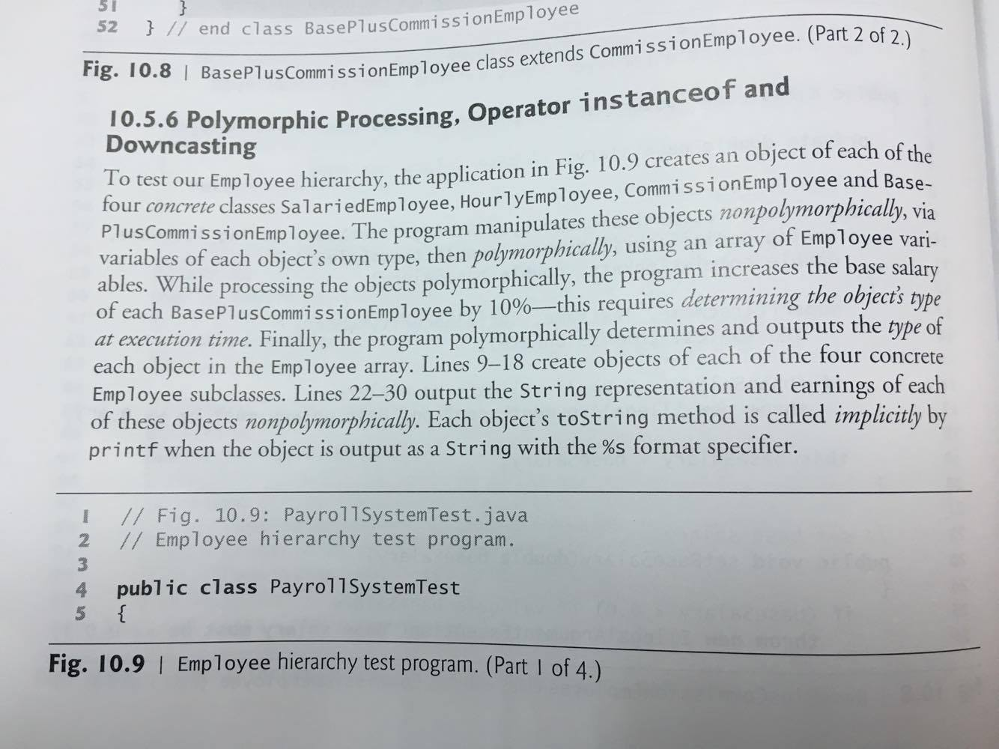 51 }
52 } // end class BasePlusCommissionEmployee
Fig. 10.8 | BasePlusCommissionEmployee class extends CommissionEmployee. (Part 2 of 2.)
10.5.6 Polymorphic Processing, Operator instanceof and
Downcasting
To test our Employee hierarchy, the application in Fig. 10.9 creates an object of each of the
four concrete classes SalariedEmployee, HourlyEmployee, CommissionEmployee and Base-
PlusCommissionEmployee. The program manipulates these objects nonpolymorphically, via
variables of each object's own type, then polymorphically, using an array of Employee vari-
ables. While processing the objects polymorphically, the program increases the base salary
of each BasePlusCommissionEmployee by 10%—this requires determining the object's type
at execution time. Finally, the program polymorphically determines and outputs the type of
each object in the Employee array. Lines 9–18 create objects of each of the four concrete
Employee subclasses. Lines 22–30 output the String representation and earnings of each
of these objects nonpolymorphically. Each object's toString method is called implicitly by
printf when the object is output as a String with the %s format specifier.
1 // Fig. 10.9: PayrollSystemTest.java
2 // Employee hierarchy test program.
3
4 public class PayrollSystemTest
5 {
Fig. 10.9 | Employee hierarchy test program. (Part 1 of 4.)